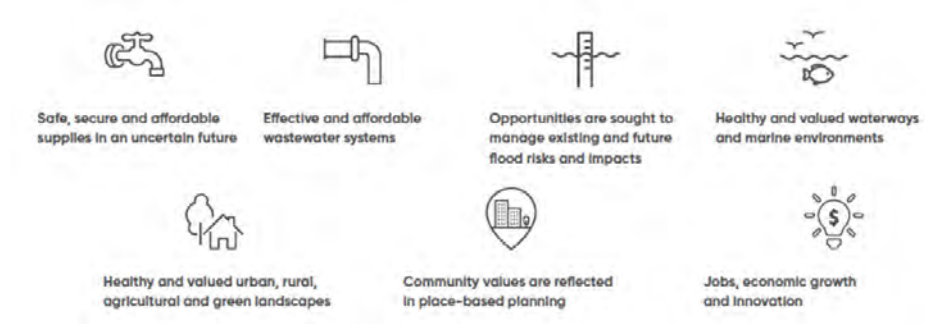 Safe, secure and affordable
supplies in an uncertain future
Effective and affordable
wastewater systems
Opportunities are sought to
manage existing and future
flood risks and impacts
Healthy and valued waterways
and marine environments
Healthy and valued urban, rural,
agricultural and green landscapes
Community values are reflected
in place-based planning
$
Jobs, economic growth
and innovation